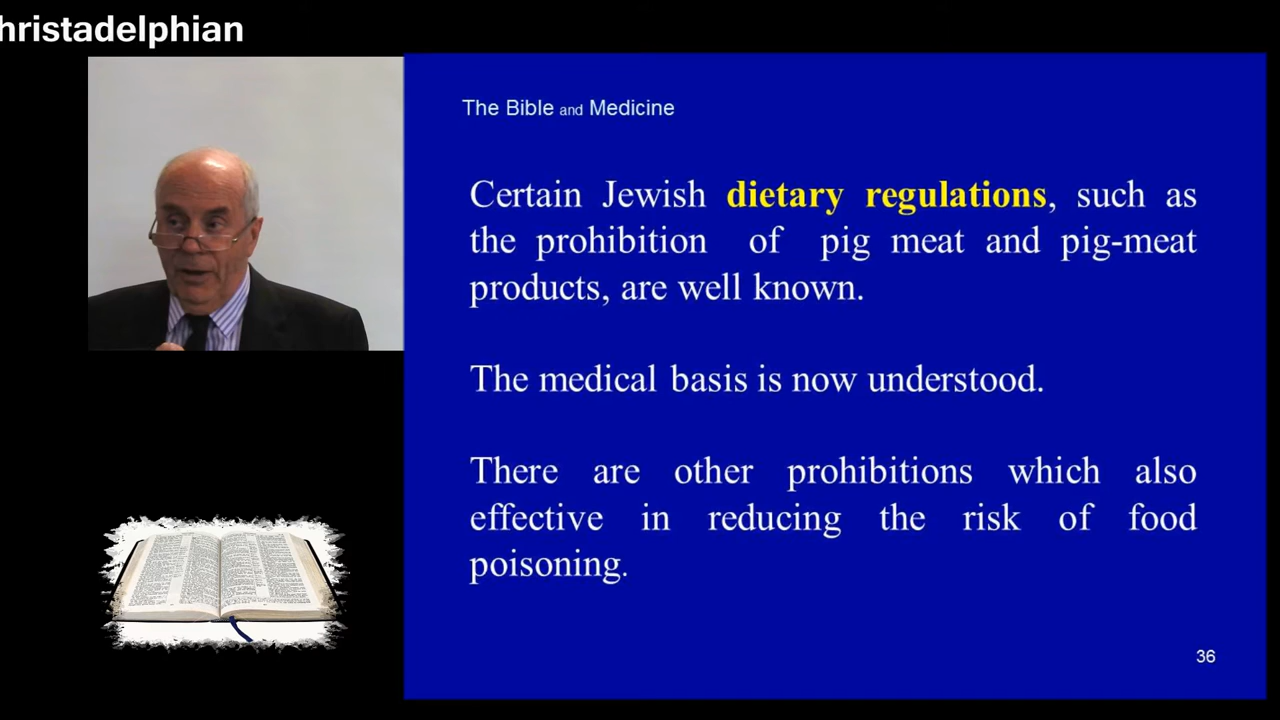 hristadelphian
The Bible and Medicine
Certain Jewish dietary regulations, such as
the prohibition of pig meat and pig-meat
products, are well known.
The medical basis is now understood.
There are other prohibitions which also
effective in reducing the risk of food
poisoning.
36